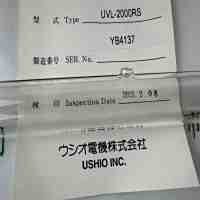 型 式 Type UVL-2000RS
YB4137
製造番号 SER. No.
検 印 Inspection Date
ウシオ電機株式会社
USHIO INC.